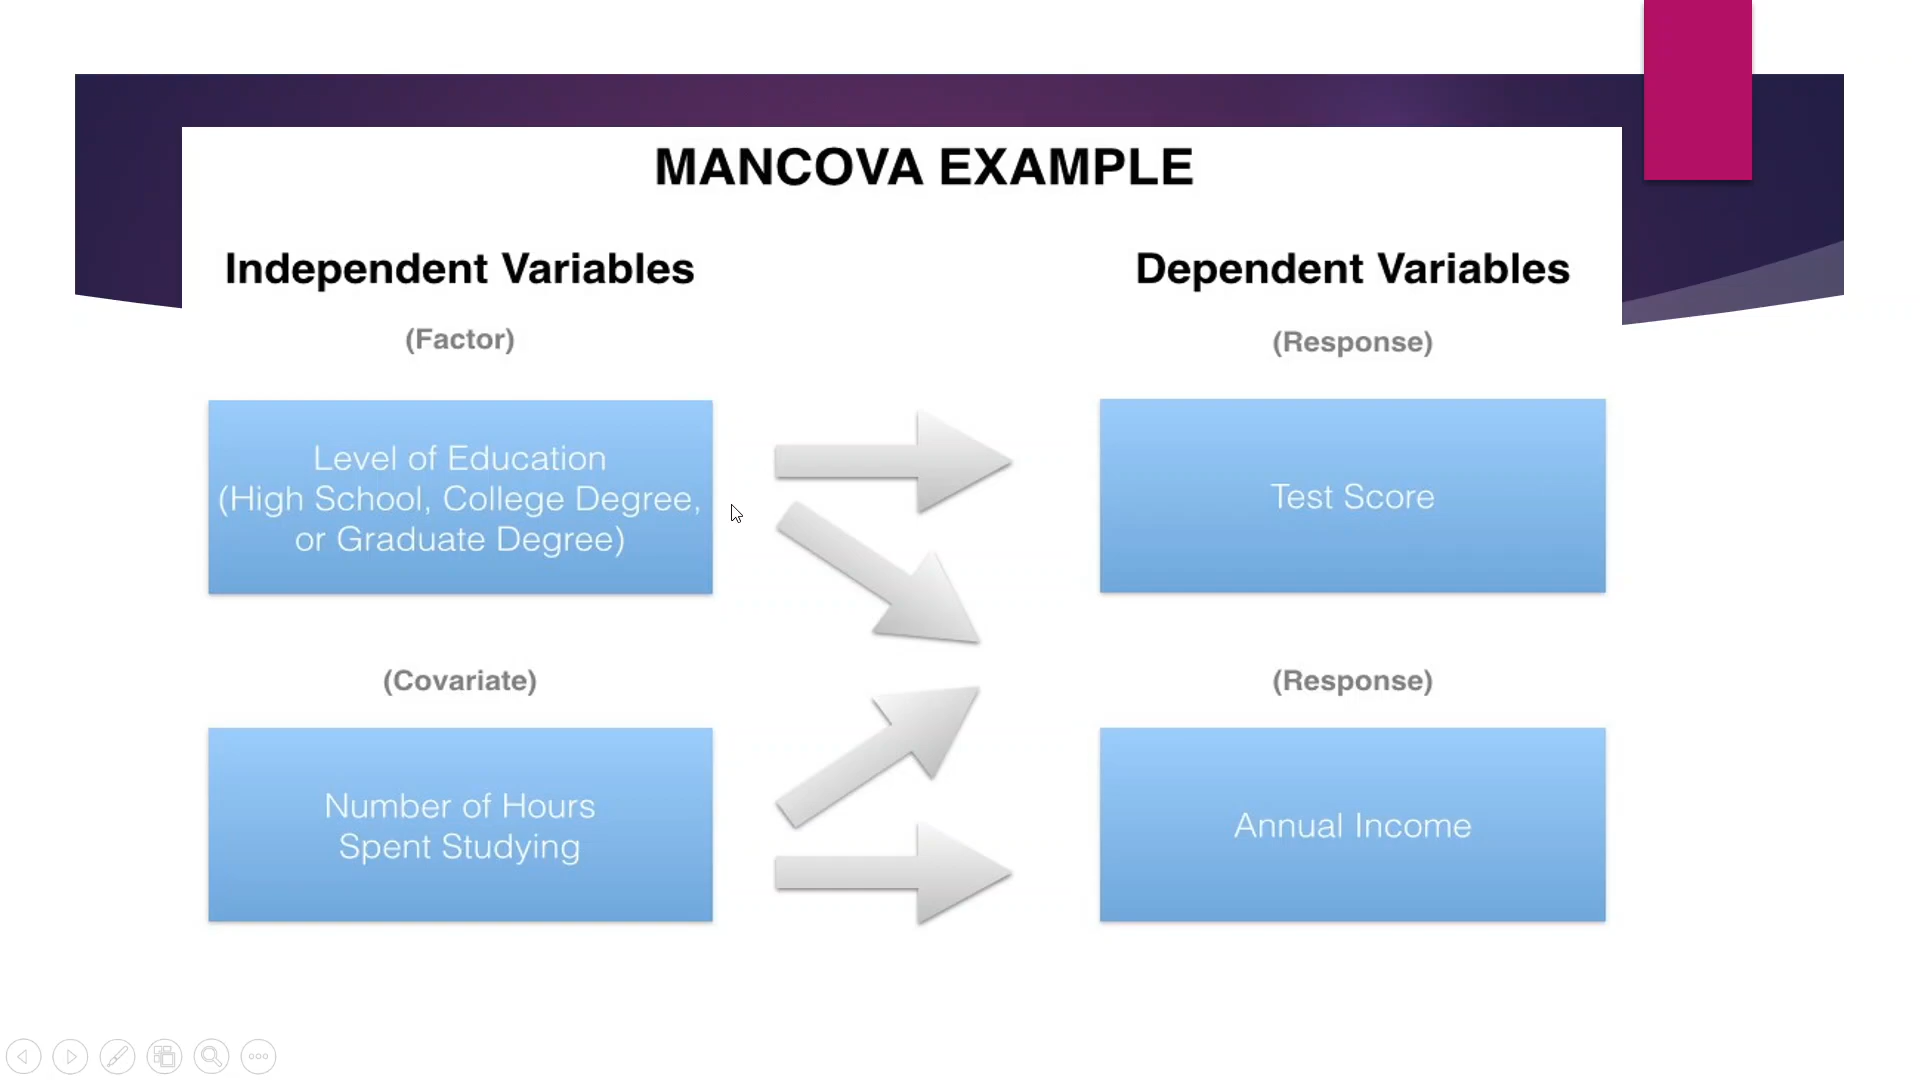 MANCOVA EXAMPLE
Independent Variables
(Factor)
Level of Education
(High School, College Degree,
or Graduate Degree)
(Covariate)
Number of Hours
Spent Studying
Dependent Variables
(Response)
Test Score
(Response)
Annual Income